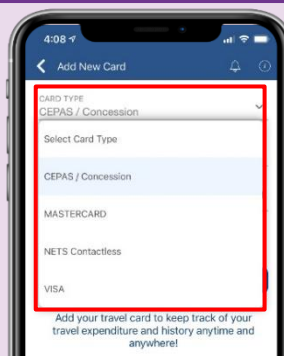 4:08
Add New Card
CARD TYPE
CEPAS / Concession
Select Card Type
CEPAS / Concession
MASTERCARD
NETS Contactless
VISA
Add your travel card to keep track of your
travel expenditure and history anytime and
anywhere!